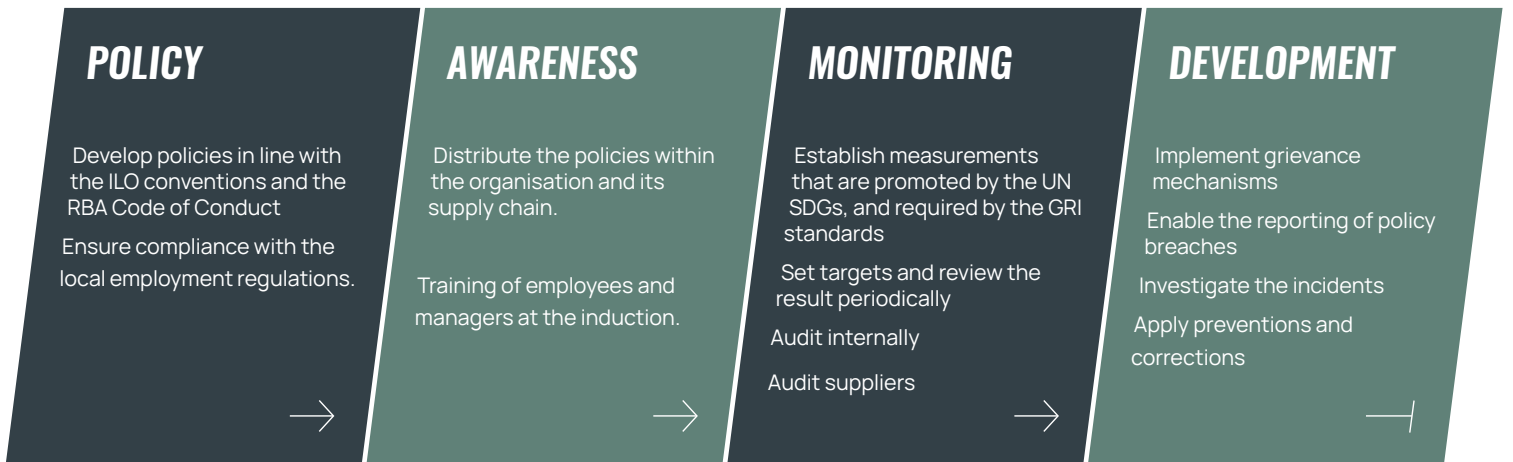 POLICY
Develop policies in line with
the ILO conventions and the
RBA Code of Conduct
Ensure compliance with the
local employment regulations.
AWARENESS
Distribute the policies within
the organisation and its
supply chain.
Training of employees and
managers at the induction.
MONITORING
Establish measurements
that are promoted by the UN
SDGs, and required by the GRI
standards
Set targets and review the
result periodically
Audit internally
Audit suppliers
DEVELOPMENT
Implement grievance
mechanisms
Enable the reporting of policy
breaches
Investigate the incidents
Apply preventions and
corrections